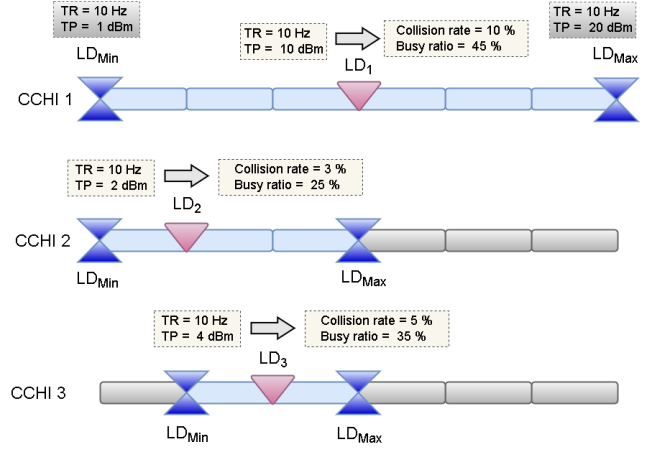 TR = 10 Hz
TP = 1 dBm
LDMin
TR = 10 Hz
TP = 10 dBm
Collision rate = 10 %
Busy ratio = 45 %
LD1
TR = 10 Hz
TP = 20 dBm
LDMax
CCHI 1
TR = 10 Hz
TP = 2 dBm
Collision rate = 3 %
Busy ratio = 25 %
LD2
CCHI 2
LDMin
LDMax
TR = 10 Hz
TP = 4 dBm
Collision rate = 5 %
Busy ratio = 35 %
LD3
CCHI 3
LDMin
LDMax